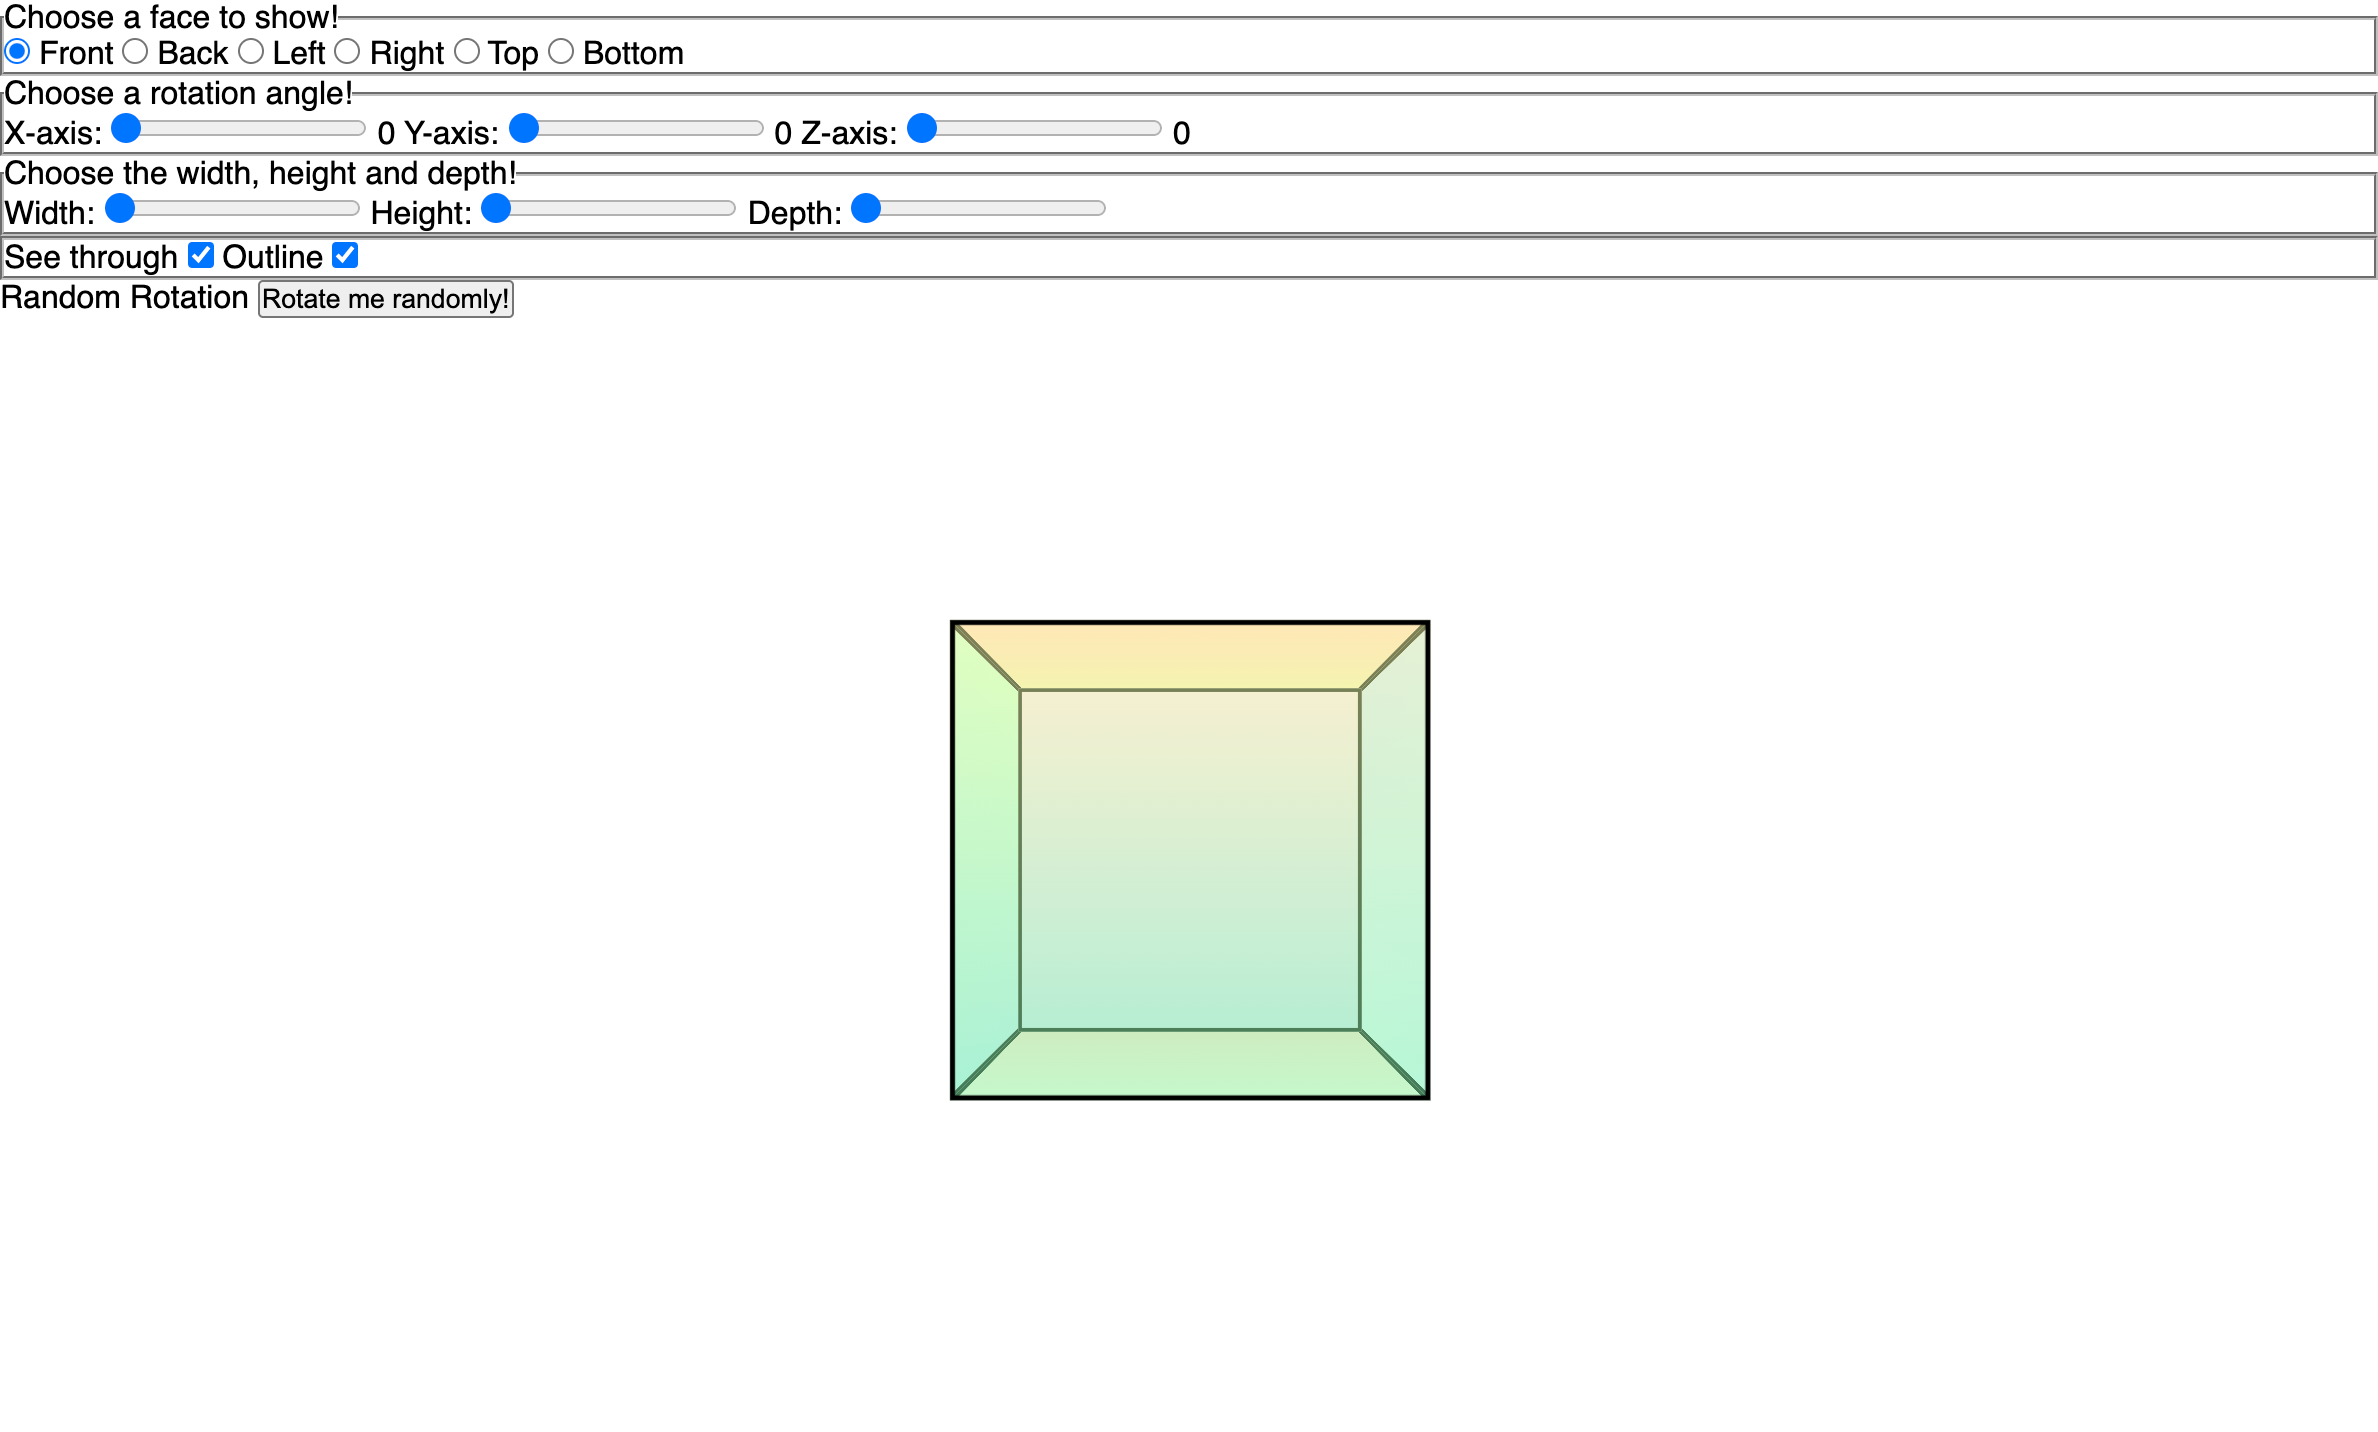 Choose a face to show!
Front Back Left Right Top Bottom
Choose a rotation angle!
X-axis: 0 Y-axis: 0 Z-axis: 0
Choose the width, height and depth!
Width: Height: Depth:
See through Outline
Random Rotation Rotate me randomly!